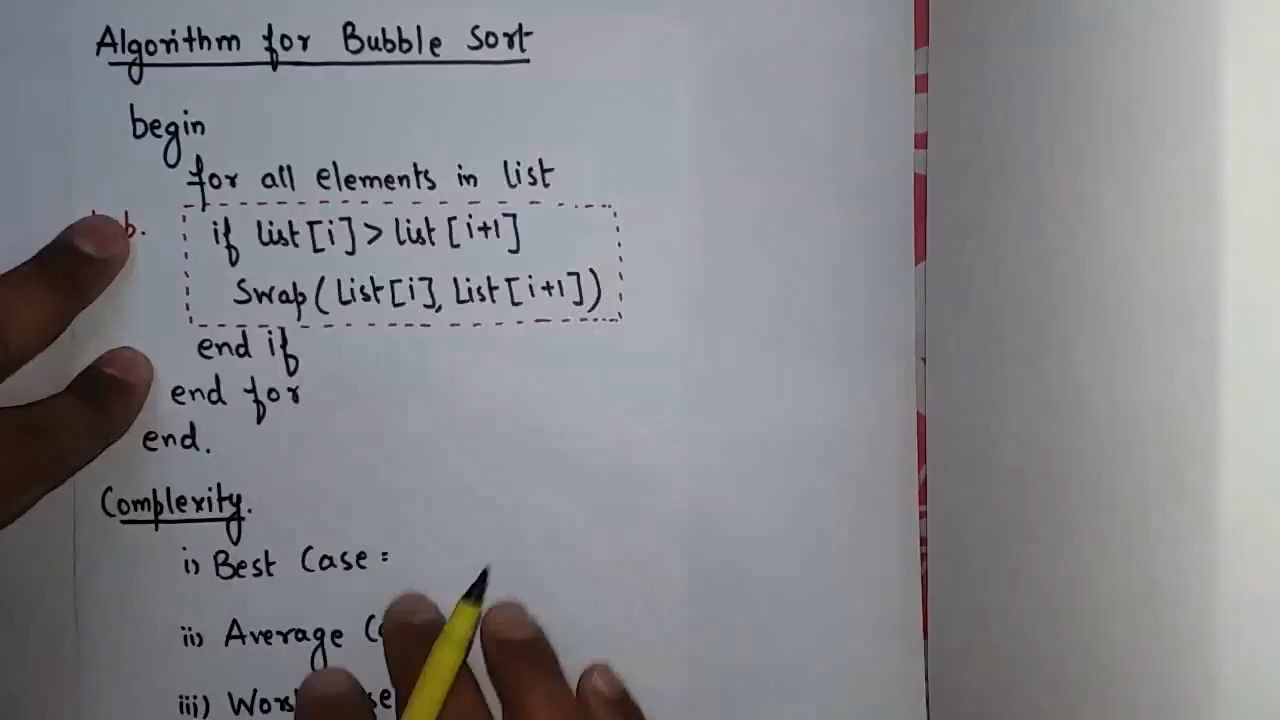 Algorithm for Bubble Sort
begin
for all elements in list
b.
if list[i] > list[i+1]
Swap(List[i], List[i+1])
end if
end for
end.
Complexity.
i) Best Case =
ii) Average
iii)